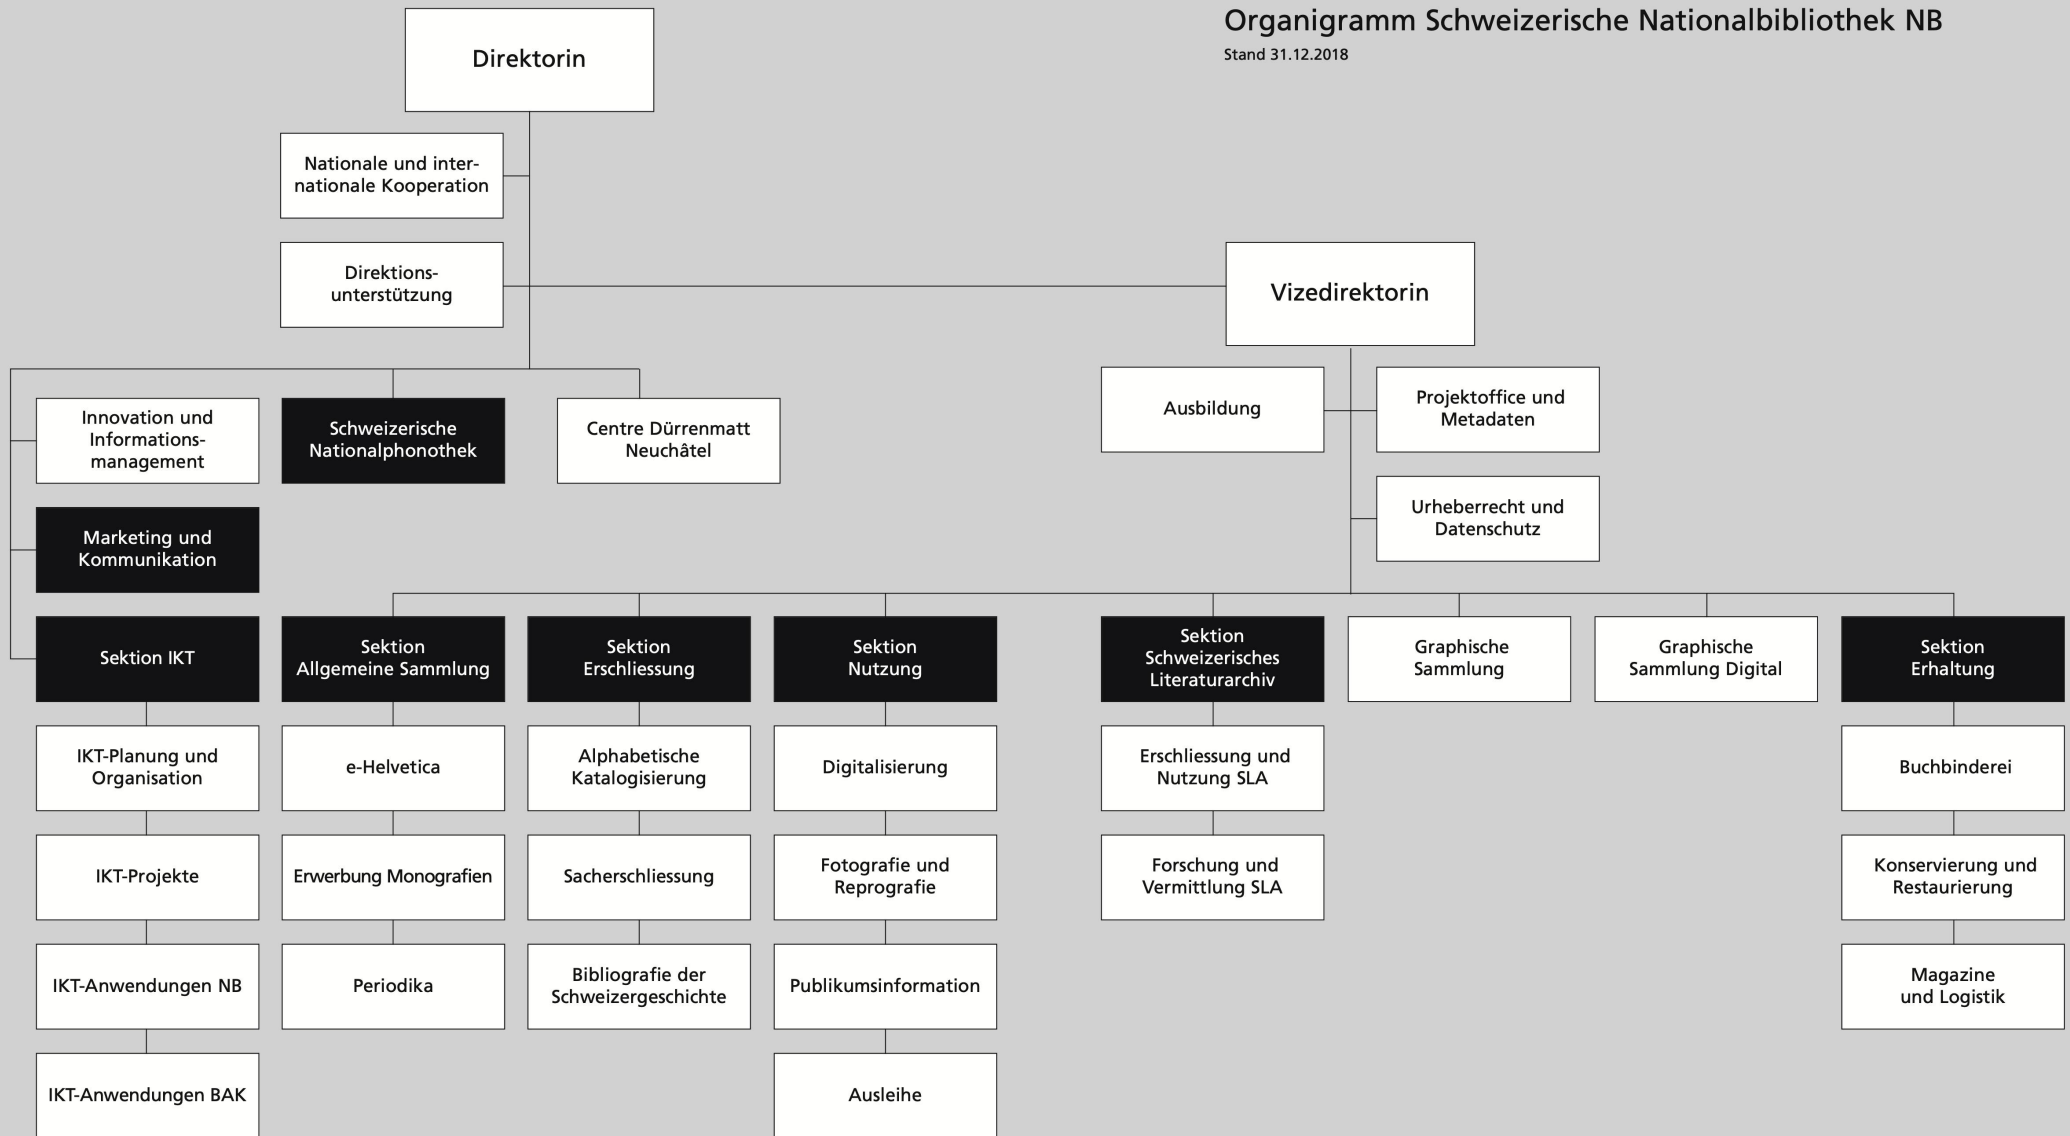 Organigramm Schweizerische Nationalbibliothek NB
Stand 31.12.2018
Direktorin
Nationale und inter-
nationale Kooperation
Direktions-
unterstützung
Vizedirektorin
Innovation und
Informations-
management
Schweizerische
Nationalphonothek
Centre Dürrenmatt
Neuchâtel
Ausbildung
Projektoffice und
Metadaten
Urheberrecht und
Datenschutz
Marketing und
Kommunikation
Sektion IKT
IKT-Planung und
Organisation
IKT-Projekte
IKT-Anwendungen NB
IKT-Anwendungen BAK
Sektion
Allgemeine Sammlung
e-Helvetica
Erwerbung Monografien
Periodika
Sektion
Erschliessung
Alphabetische
Katalogisierung
Sacherschliessung
Bibliografie der
Schweizergeschichte
Sektion
Nutzung
Digitalisierung
Fotografie und
Reprografie
Publikumsinformation
Ausleihe
Sektion
Schweizerisches
Literaturarchiv
Erschliessung und
Nutzung SLA
Forschung und
Vermittlung SLA
Graphische
Sammlung
Graphische
Sammlung Digital
Sektion
Erhaltung
Buchbinderei
Konservierung und
Restaurierung
Magazine
und Logistik